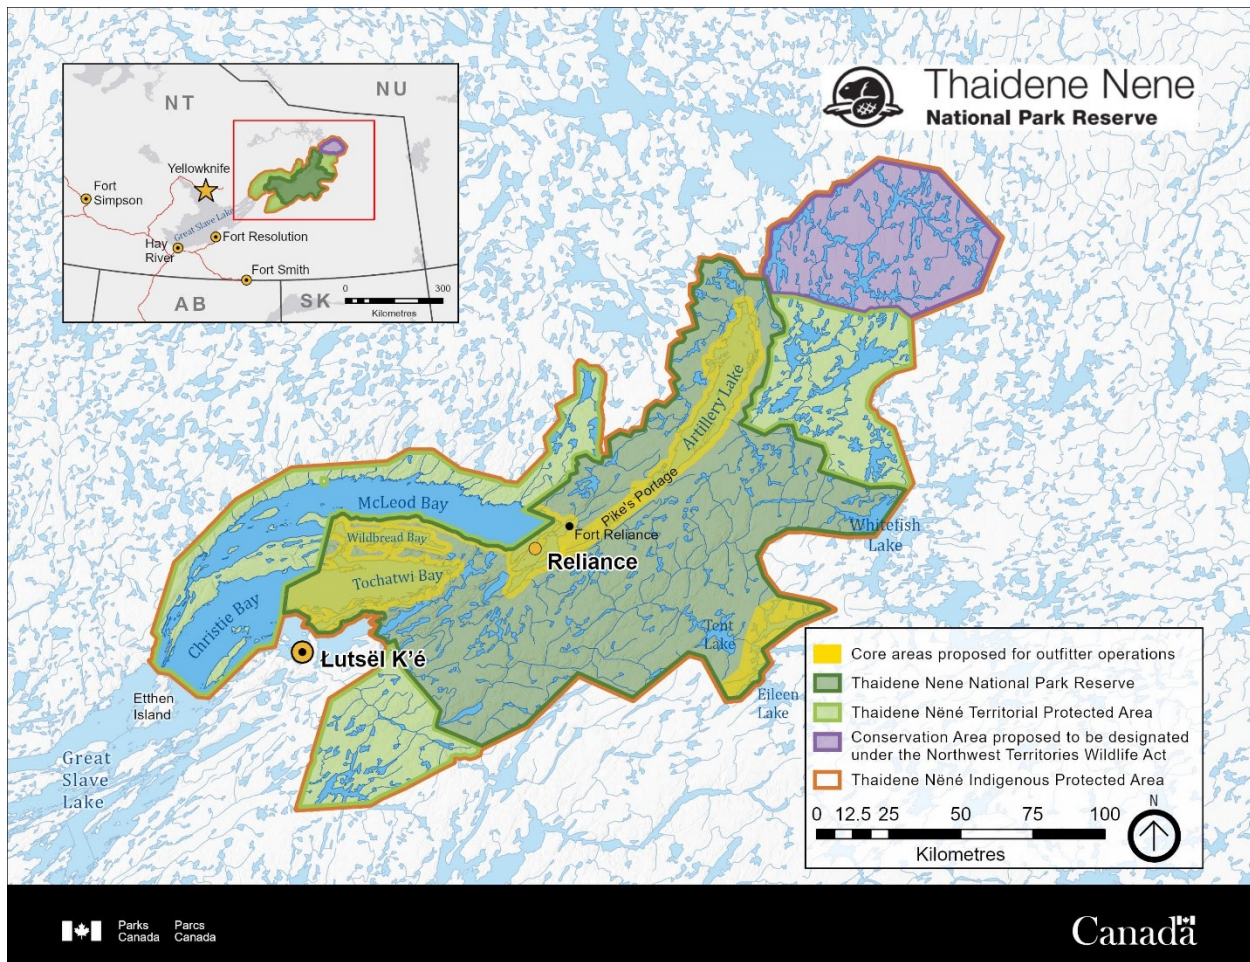 Thaidene Nene
National Park Reserve
NT
NU
Yellowknife
Fort
Simpson
Great Slave Lake
Fort Resolution
Hay
River
Fort Smith
AB
SK
0
300
Kilometres
Artillery Lake
McLeod Bay
Pike's Portage
Fort Reliance
Whitefish
Lake
Wildbread Bay
Reliance
Tochatwi Bay
Christie Bay
Tent
Lake
Łutsël K'é
Etthen
Island
Eileen
Lake
Great
Slave
Lake
Core areas proposed for outfitter operations
Thaidene Nene National Park Reserve
Thaidene Nëné Territorial Protected Area
Conservation Area proposed to be designated
under the Northwest Territories Wildlife Act
Thaidene Nëné Indigenous Protected Area
0 12.5 25 50 75 100
Kilometres
N
Parks Parcs
Canada Canada
Canada